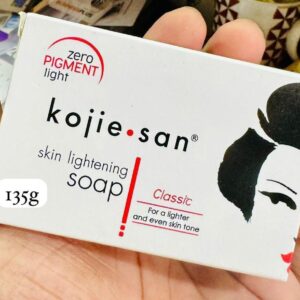 zero
PIGMENT
light
kojie.san®
skin lightening
soap
135g
Classic
For a lighter
and even skin tone